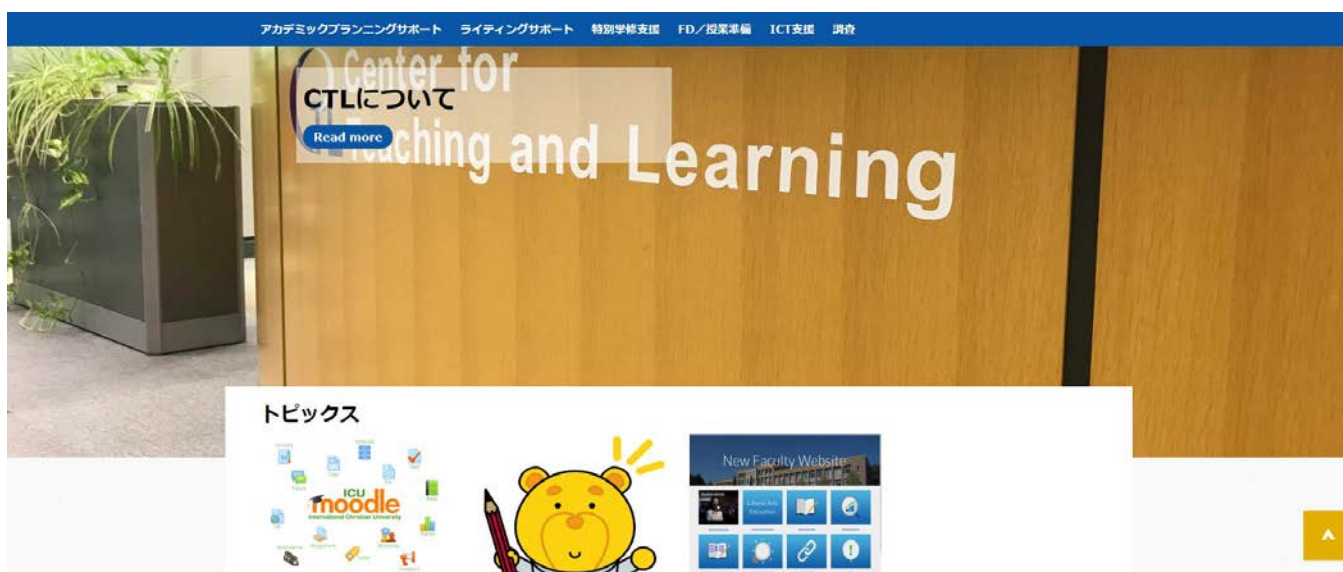 アカデミックプランニングサポート ライティングサポート 特別学修支援 FD／授業準備 ICT支援 調査
Center for
Teaching and Learning
CTLについて
Read more
トピックス
ICU
moodle
International Christian University
New Faculty Website
Liberal Arts
Education